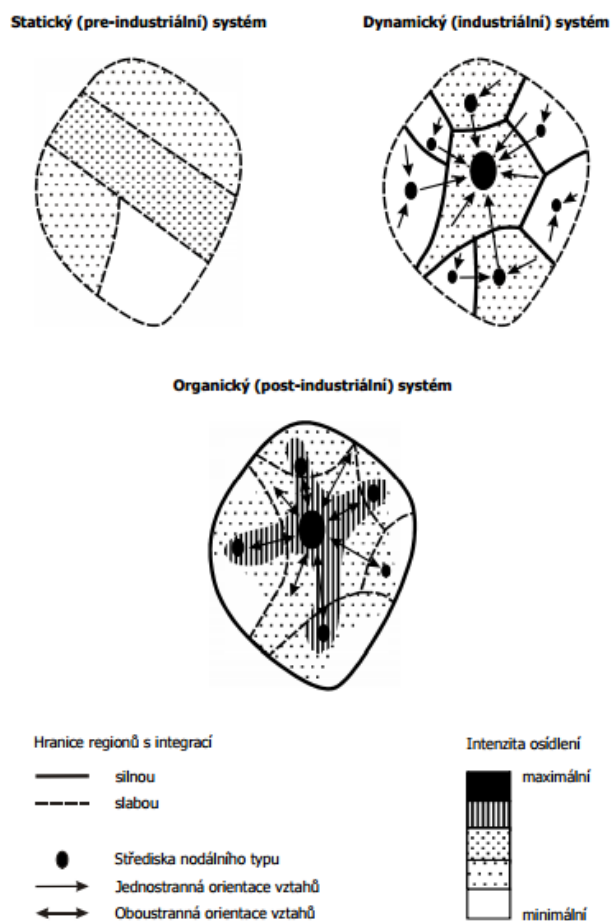 Statický (pre-industriální) systém
Dynamický (industriální) systém
Organický (post-industriální) systém
Hranice regionů s integrací
silnou
slabou
Střediska nodálního typu
Jednostranná orientace vztahů
Oboustranná orientace vztahů
Intenzita osídlení
maximální
minimální